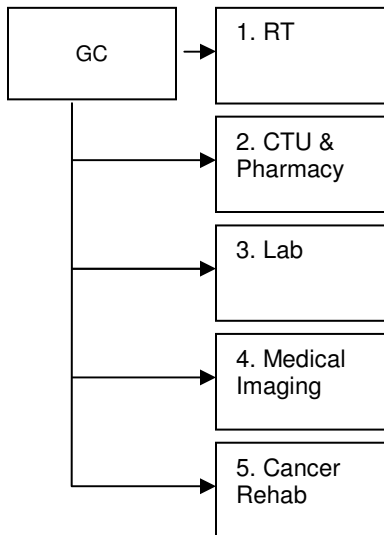 GC
1. RT
2. CTU &
Pharmacy
3. Lab
4. Medical
Imaging
5. Cancer
Rehab